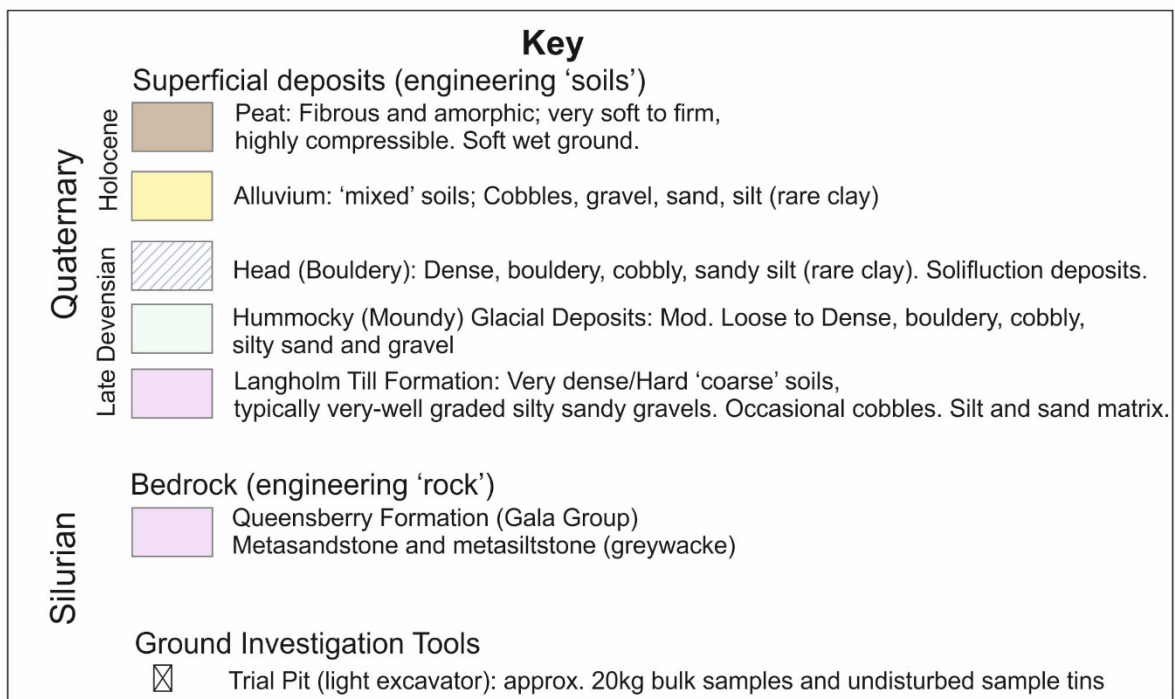 Key
Superficial deposits (engineering ‘soils’)
Quaternary
Holocene
Peat: Fibrous and amorphic; very soft to firm,
highly compressible. Soft wet ground.
Alluvium: ‘mixed’ soils; Cobbles, gravel, sand, silt (rare clay)
Late Devensian
Head (Bouldery): Dense, bouldery, cobbly, sandy silt (rare clay). Solifluction deposits.
Hummocky (Moundy) Glacial Deposits: Mod. Loose to Dense, bouldery, cobbly,
silty sand and gravel
Langholm Till Formation: Very dense/Hard ‘coarse’ soils,
typically very-well graded silty sandy gravels. Occasional cobbles. Silt and sand matrix.
Bedrock (engineering ‘rock’)
Silurian
Queensberry Formation (Gala Group)
Metasandstone and metasiltstone (greywacke)
Ground Investigation Tools
Trial Pit (light excavator): approx. 20kg bulk samples and undisturbed sample tins